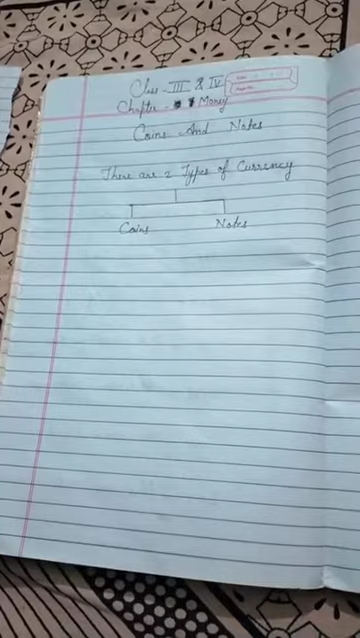 Class - III & IV
Chapter - Money
Coins And Notes
There are 2 Types of Currency
Coins Notes